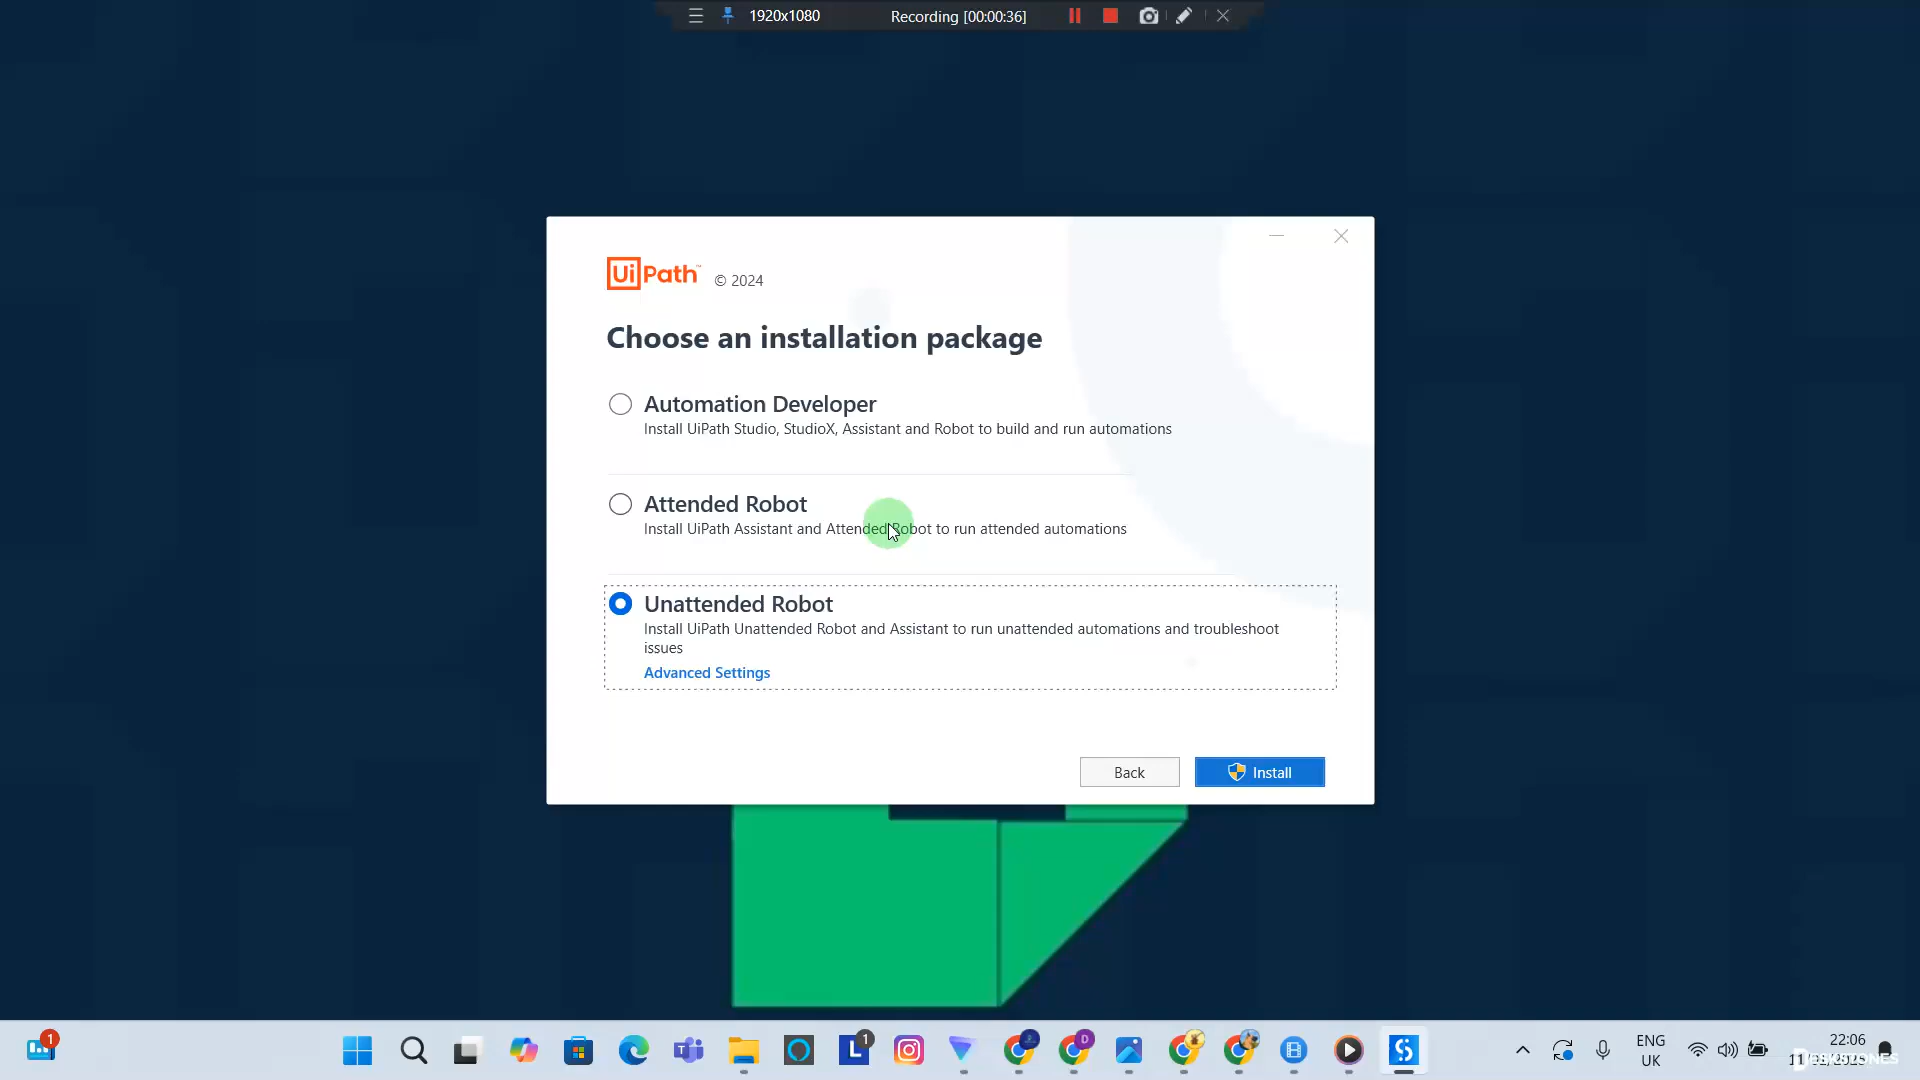 1920x1080
Recording [00:00:36]
UiPath™ © 2024
Choose an installation package
Automation Developer
Install UiPath Studio, StudioX, Assistant and Robot to build and run automations
Attended Robot
Install UiPath Assistant and Attended Robot to run attended automations
Unattended Robot
Install UiPath Unattended Robot and Assistant to run unattended automations and troubleshoot
issues
Advanced Settings
Back
Install
1
1
L
D
T
ENG
UK
22:06